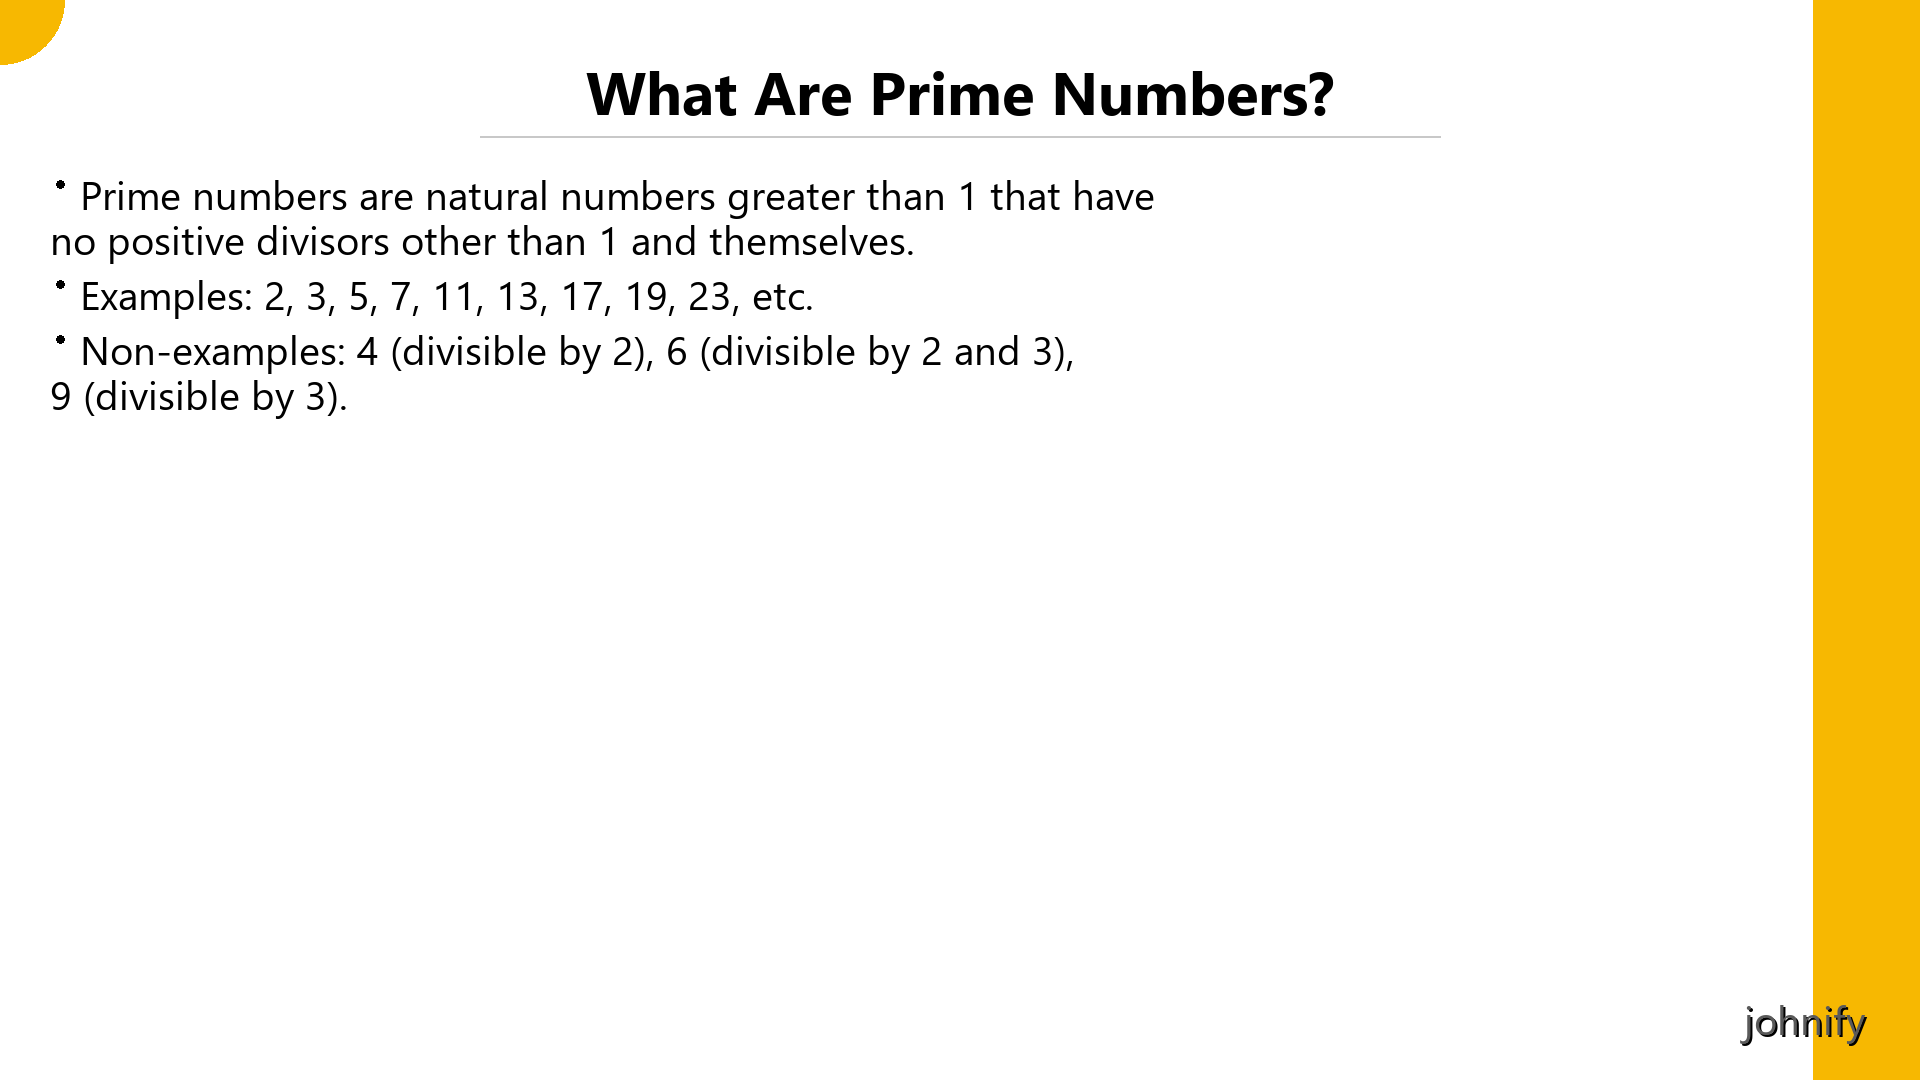 What Are Prime Numbers?
• Prime numbers are natural numbers greater than 1 that have
no positive divisors other than 1 and themselves.
• Examples: 2, 3, 5, 7, 11, 13, 17, 19, 23, etc.
• Non-examples: 4 (divisible by 2), 6 (divisible by 2 and 3),
9 (divisible by 3).
johnify